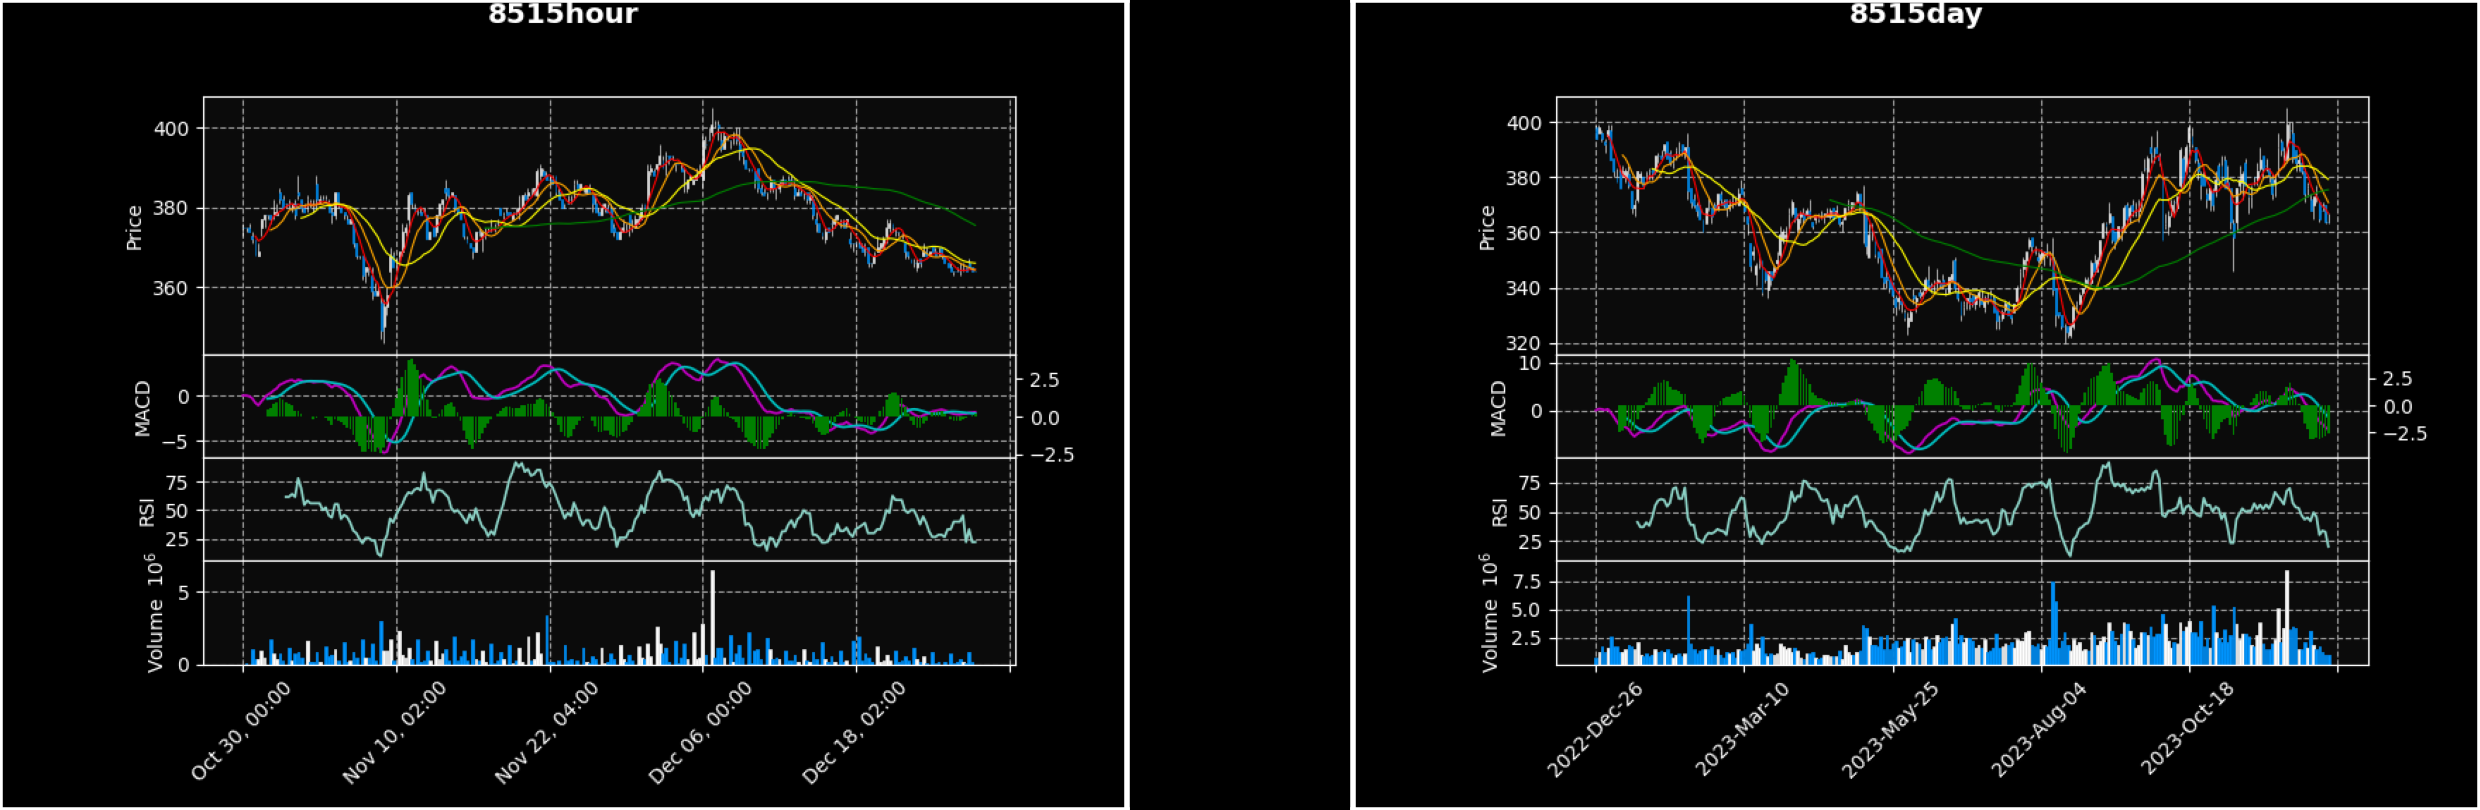 8515hour
Price
400
380
360
MACD
0
−5
2.5
0.0
−2.5
RSI
75
50
25
Volume 10^6
5
0
Oct 30, 00:00
Nov 10, 02:00
Nov 22, 04:00
Dec 06, 00:00
Dec 18, 02:00
8515day
Price
400
380
360
340
320
MACD
10
0
2.5
0.0
−2.5
RSI
75
50
25
Volume 10^6
7.5
5.0
2.5
2022-Dec-26
2023-Mar-10
2023-May-25
2023-Aug-04
2023-Oct-18